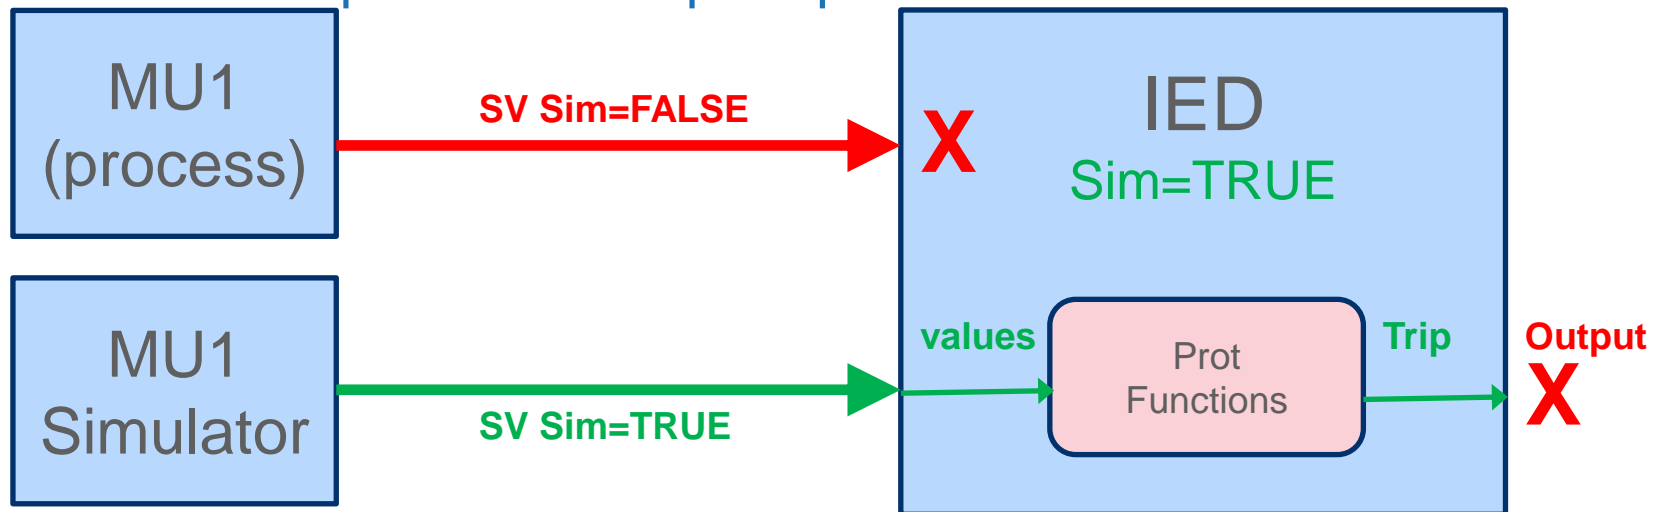 MU1
(process)
SV Sim=FALSE
X
IED
Sim=TRUE
MU1
Simulator
SV Sim=TRUE
values
Prot
Functions
Trip
Output
X